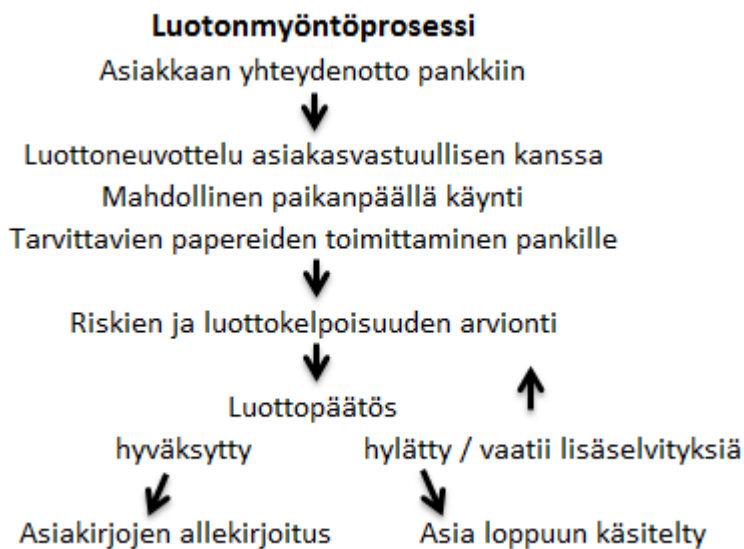 Luotonmyöntöprosessi
Asiakkaan yhteydenotto pankkiin
Luottoneuvottelu asiakasvastuullisen kanssa
Mahdollinen paikanpäällä käynti
Tarvittavien papereiden toimittaminen pankille
Riskien ja luottokelpoisuuden arvionti
Luottopäätös
hyväksytty hylätty / vaatii lisäselvityksiä
Asiakirjojen allekirjoitus Asia loppuun käsitelty